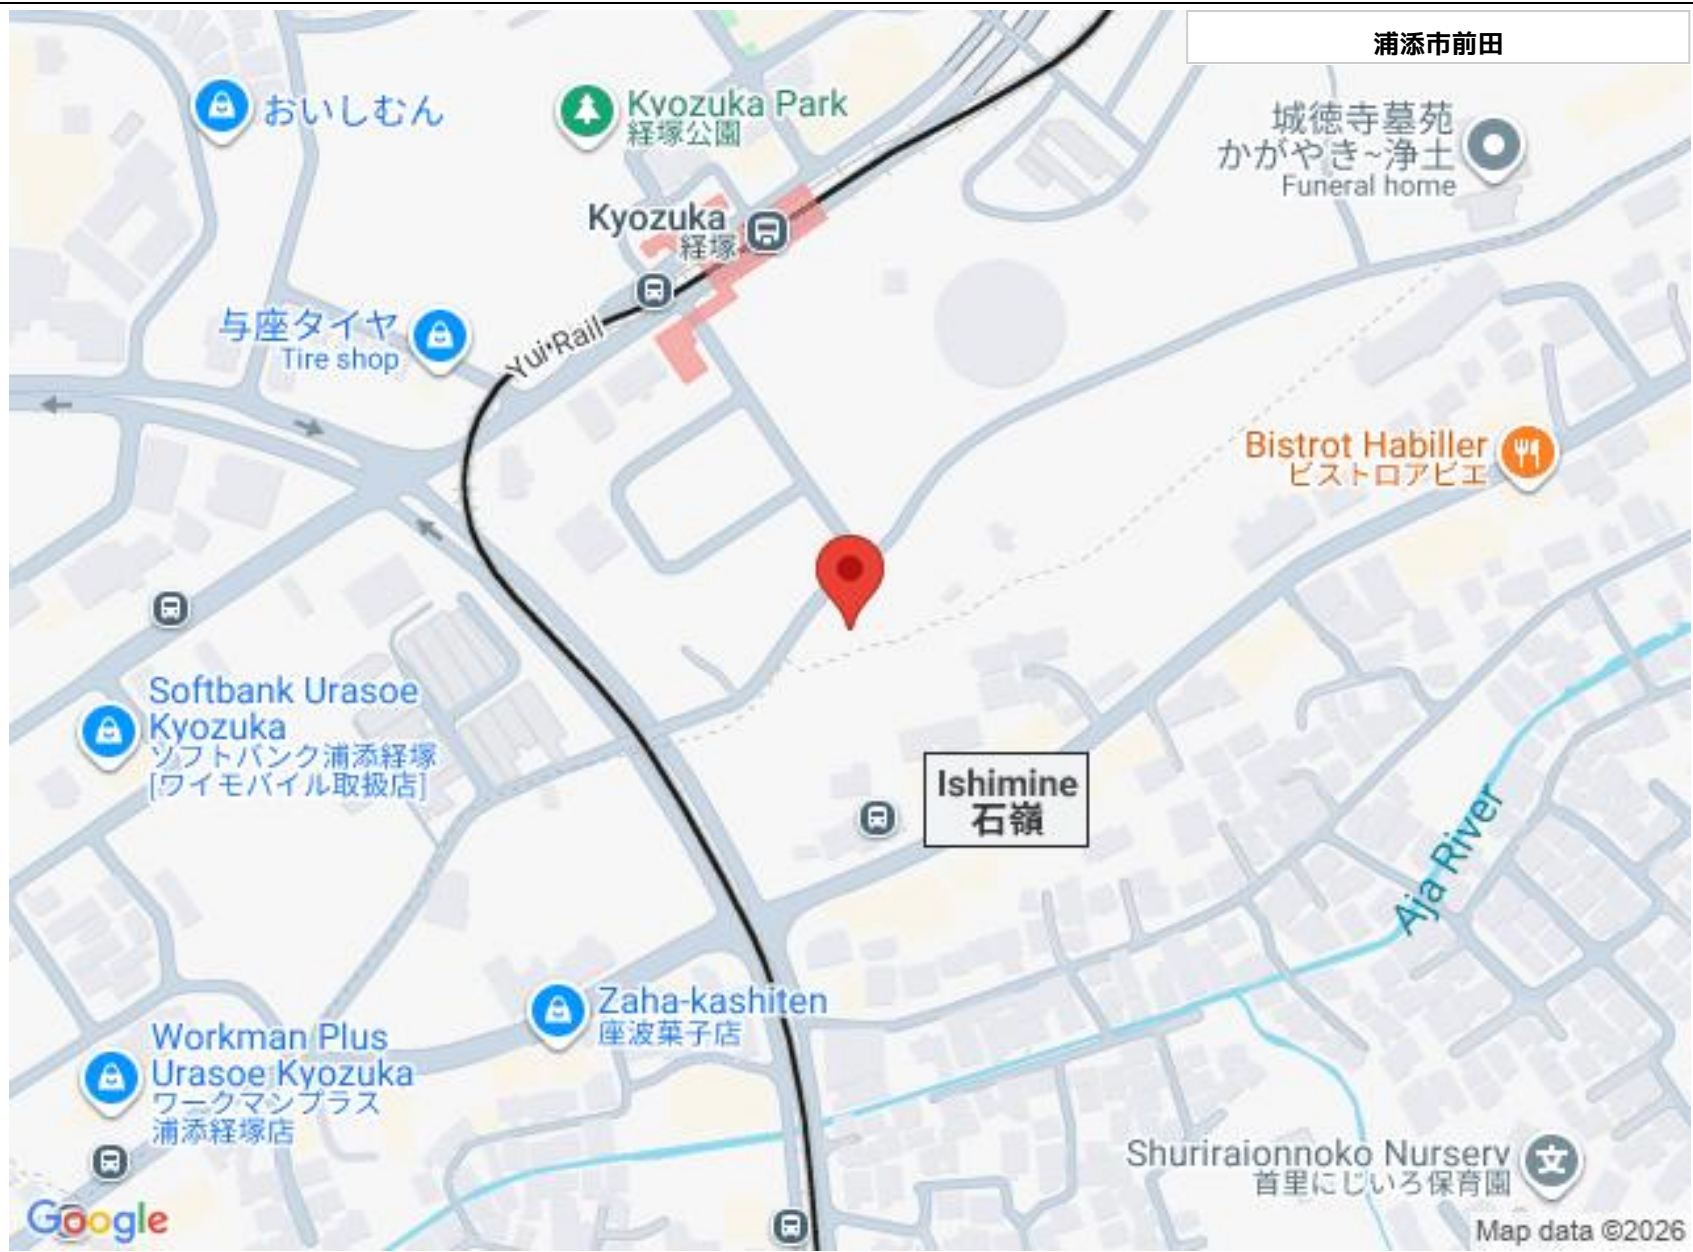 浦添市前田
おいしむん
Kyozuka Park
経塚公園
城徳寺墓苑
かがやき~浄土
Funeral home
Kyozuka
経塚
与座タイヤ
Tire shop
Yui Rail
Bistrot Habiller
ビストロアビエ
Softbank Urasoe
Kyozuka
ソフトバンク浦添経塚
[ワイモバイル取扱店]
Ishimine
石嶺
Aja River
Zaha-kashiten
座波菓子店
Workman Plus
Urasoe Kyozuka
ワークマンプラス
浦添経塚店
Shuriraionnoko Nurserv
首里にじいろ保育園
文
Google
Map data ©2026